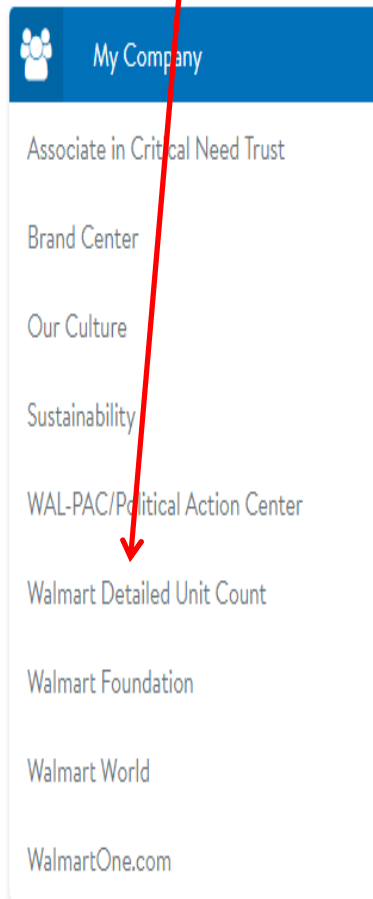 My Company
Associate in Critical Need Trust
Brand Center
Our Culture
Sustainability
WAL-PAC/Political Action Center
Walmart Detailed Unit Count
Walmart Foundation
Walmart World
WalmartOne.com